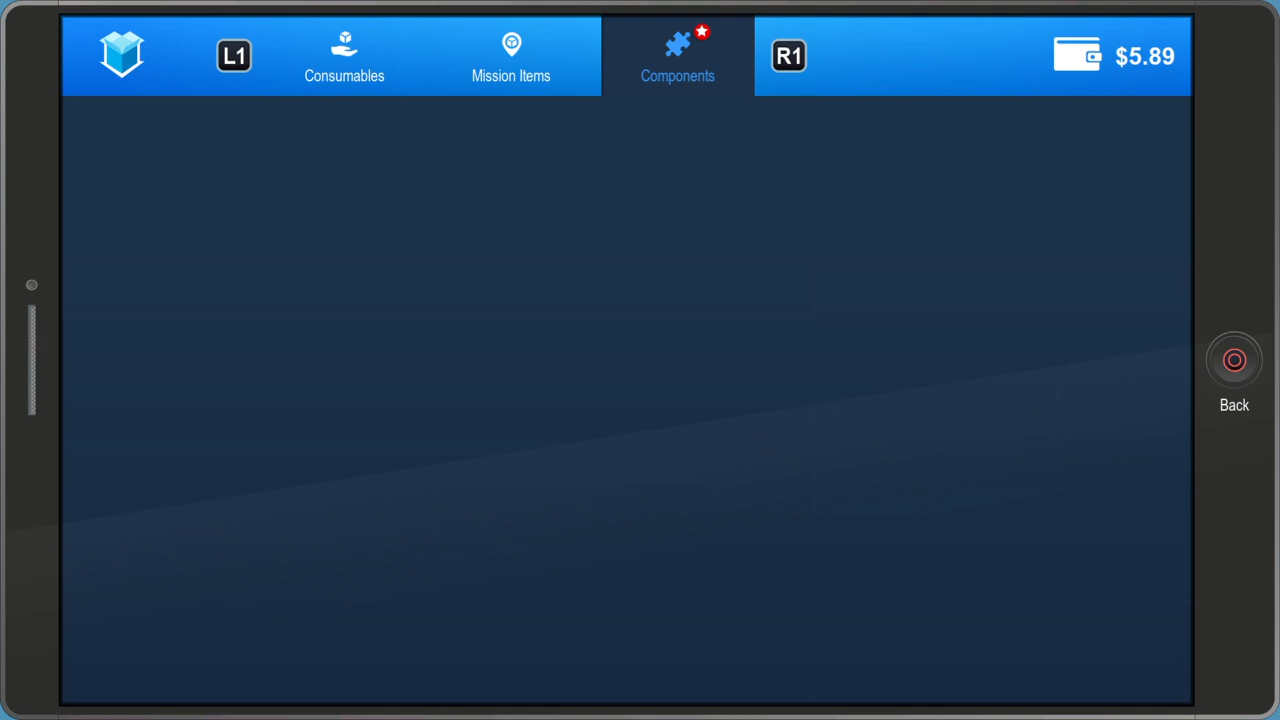 L1
Consumables
Mission Items
Components
R1
$5.89
Back